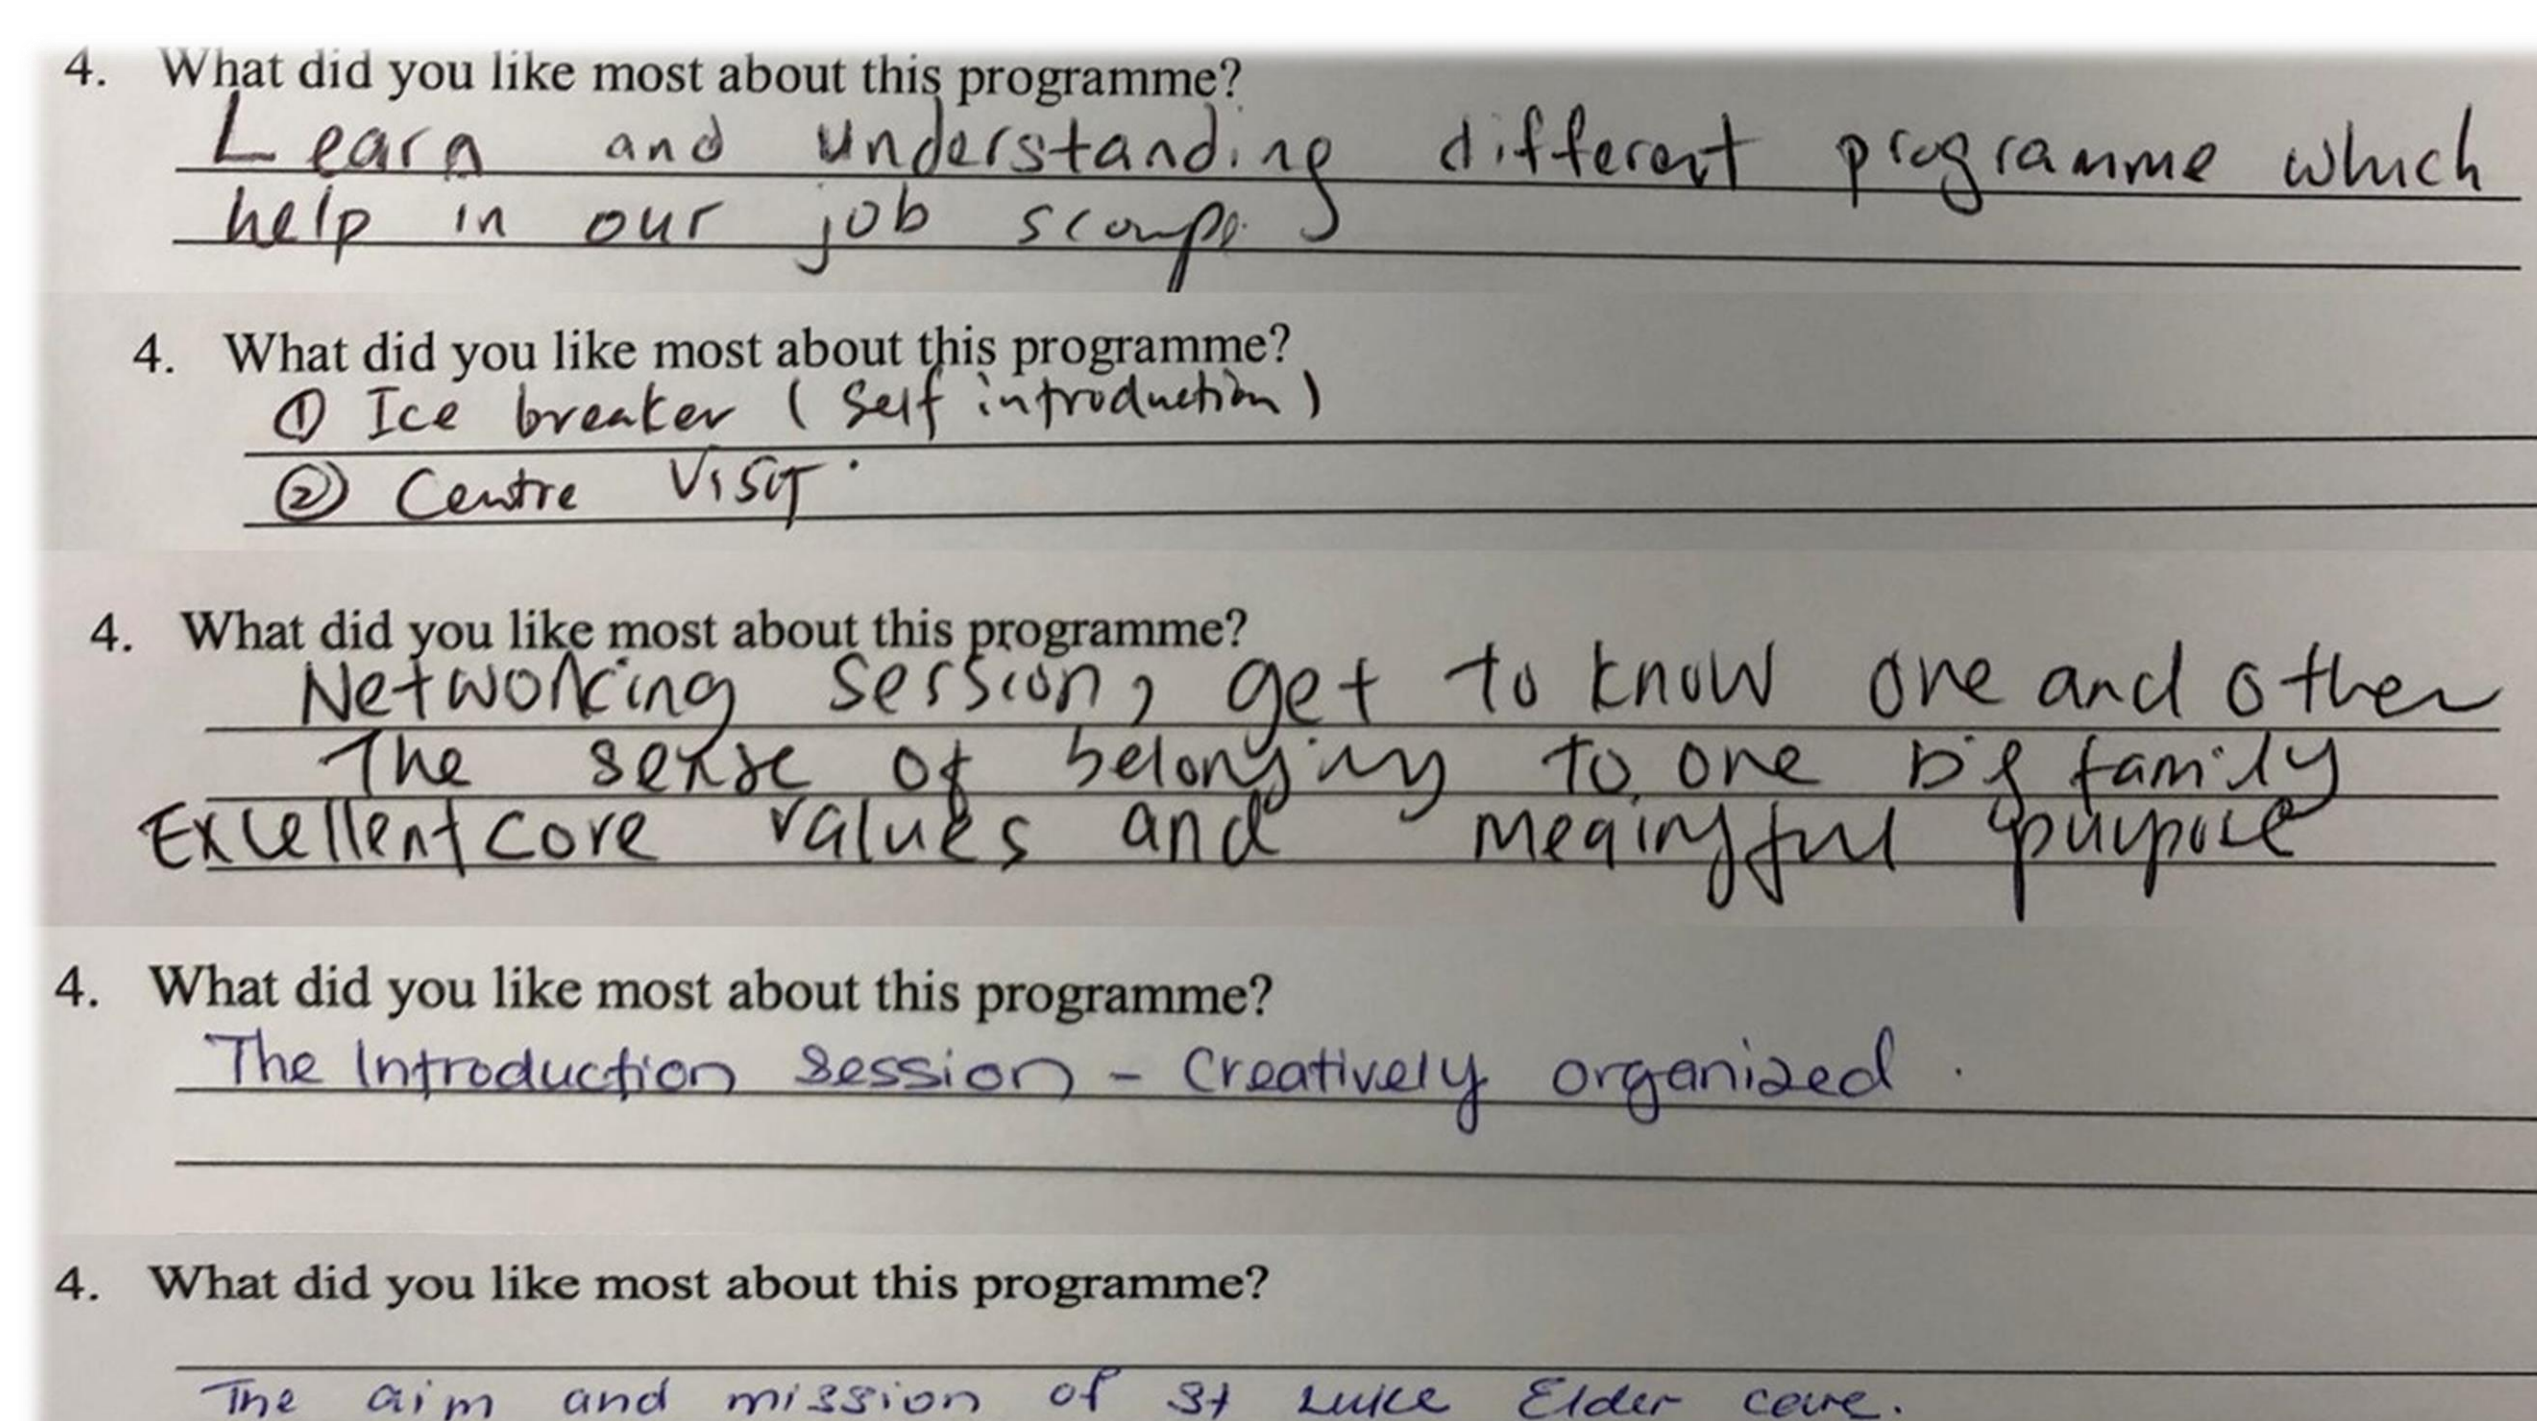 4. What did you like most about this programme?
Learn and understanding different programme which
help in our job scoup.
4. What did you like most about this programme?
① Ice breaker ( Self introduction )
② Centre Visit.
4. What did you like most about this programme?
Networking session, get to know one and other
The sense of belonging to one big family
Excellent core values and meaningful purpose
4. What did you like most about this programme?
The Introduction session - Creatively organized.
4. What did you like most about this programme?
The aim and mission of St Luke Elder care.